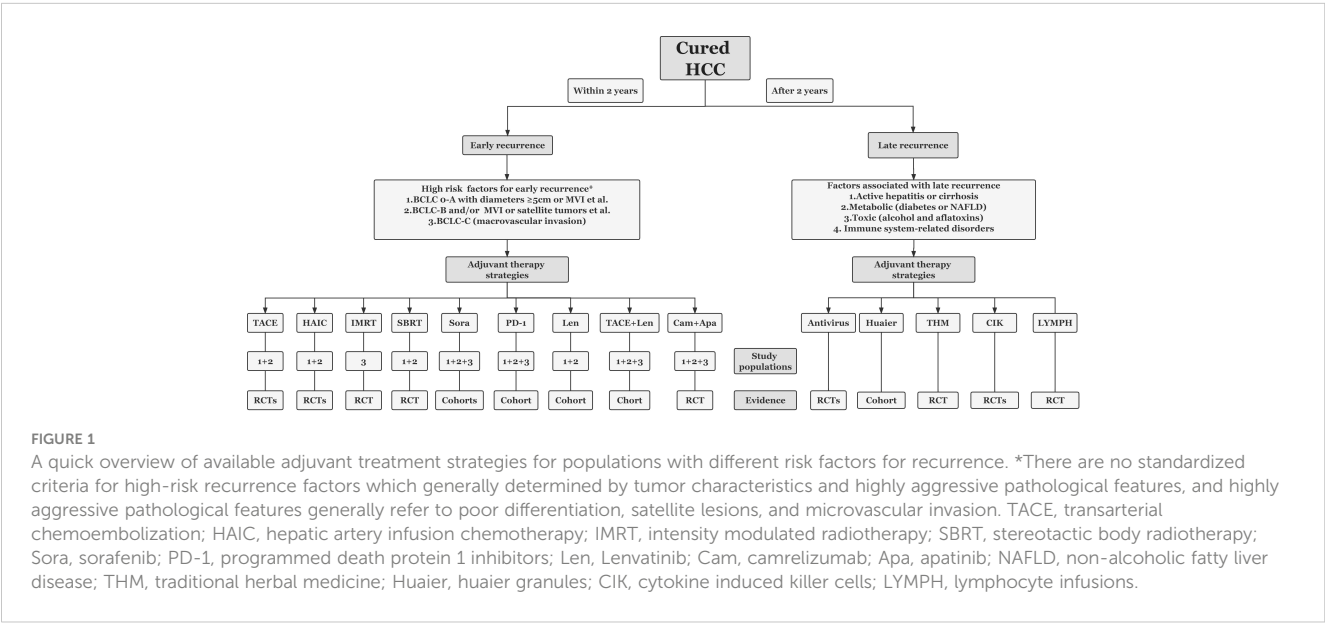 Cured
HCC
Within 2 years
After 2 years
Early recurrence
Late recurrence
High risk factors for early recurrence*
1.BCLC 0-A with diameters ≥5cm or MVI et al.
2.BCLC-B and/or MVI or satellite tumors et al.
3.BCLC-C (macrovascular invasion)
Factors associated with late recurrence
1.Active hepatitis or cirrhosis
2.Metabolic (diabetes or NAFLD)
3.Toxic (alcohol and aflatoxins)
4. Immune system-related disorders
Adjuvant therapy
strategies
Adjuvant therapy
strategies
TACE HAIC IMRT SBRT Sora PD-1 Len TACE+Len Cam+Apa Antivirus Huaier THM CIK LYMPH
1+2 1+2 3 1+2 1+2+3 1+2+3 1+2 1+2+3 1+2+3
Study
populations
RCTs RCTs RCT RCT Cohorts Cohort Cohort Chort RCT Evidence RCTs Cohort RCT RCTs RCT
FIGURE 1
A quick overview of available adjuvant treatment strategies for populations with different risk factors for recurrence. *There are no standardized
criteria for high-risk recurrence factors which generally determined by tumor characteristics and highly aggressive pathological features, and highly
aggressive pathological features generally refer to poor differentiation, satellite lesions, and microvascular invasion. TACE, transarterial
chemoembolization; HAIC, hepatic artery infusion chemotherapy; IMRT, intensity modulated radiotherapy; SBRT, stereotactic body radiotherapy;
Sora, sorafenib; PD-1, programmed death protein 1 inhibitors; Len, Lenvatinib; Cam, camrelizumab; Apa, apatinib; NAFLD, non-alcoholic fatty liver
disease; THM, traditional herbal medicine; Huaier, huaier granules; CIK, cytokine induced killer cells; LYMPH, lymphocyte infusions.